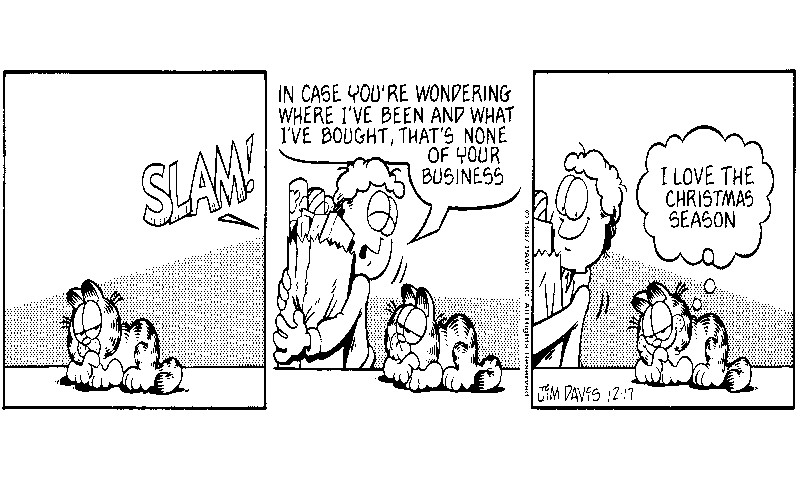 SLAM!
IN CASE YOU'RE WONDERING
WHERE I'VE BEEN AND WHAT
I'VE BOUGHT, THAT'S NONE
OF YOUR
BUSINESS
I LOVE THE
CHRISTMAS
SEASON
JIM DAVIS 12-17